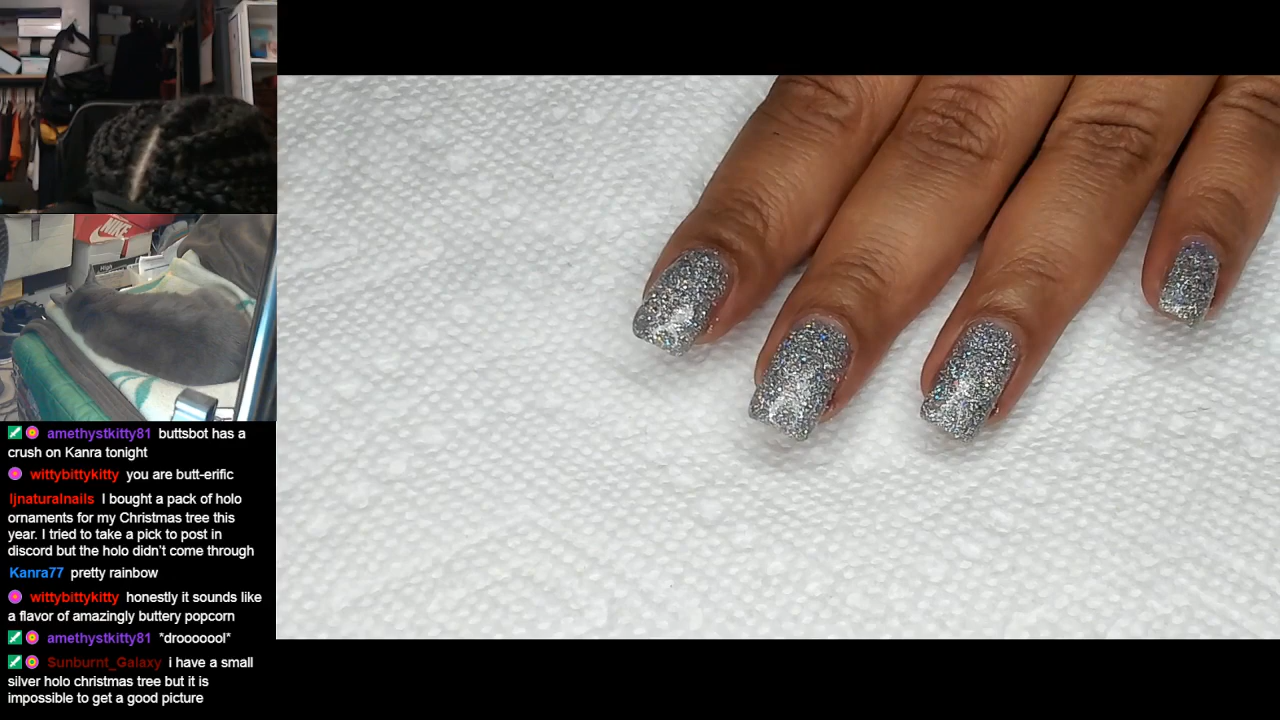 NIKE
High
amethystkitty81 buttsbot has a
crush on Kanra tonight
wittybittykitty you are butt-erific
ljnaturalnails I bought a pack of holo
ornaments for my Christmas tree this
year. I tried to take a pick to post in
discord but the holo didn't come through
Kanra77 pretty rainbow
wittybittykitty honestly it sounds like
a flavor of amazingly buttery popcorn
amethystkitty81 *drooooool*
Sunburnt_Galaxy i have a small
silver holo christmas tree but it is
impossible to get a good picture